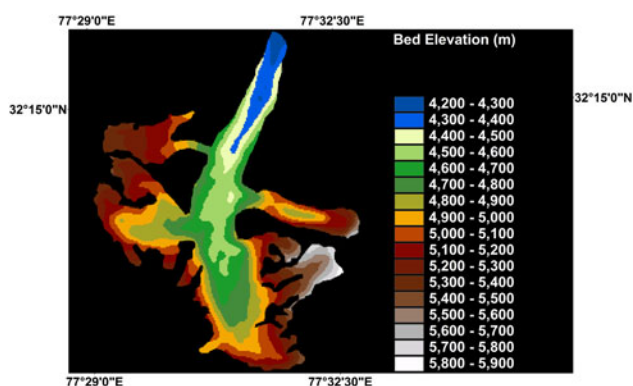 77°29'0"E 77°32'30"E
Bed Elevation (m)
32°15'0"N
32°15'0"N
4,200 - 4,300
4,300 - 4,400
4,400 - 4,500
4,500 - 4,600
4,600 - 4,700
4,700 - 4,800
4,800 - 4,900
4,900 - 5,000
5,000 - 5,100
5,100 - 5,200
5,200 - 5,300
5,300 - 5,400
5,400 - 5,500
5,500 - 5,600
5,600 - 5,700
5,700 - 5,800
5,800 - 5,900
77°29'0"E 77°32'30"E